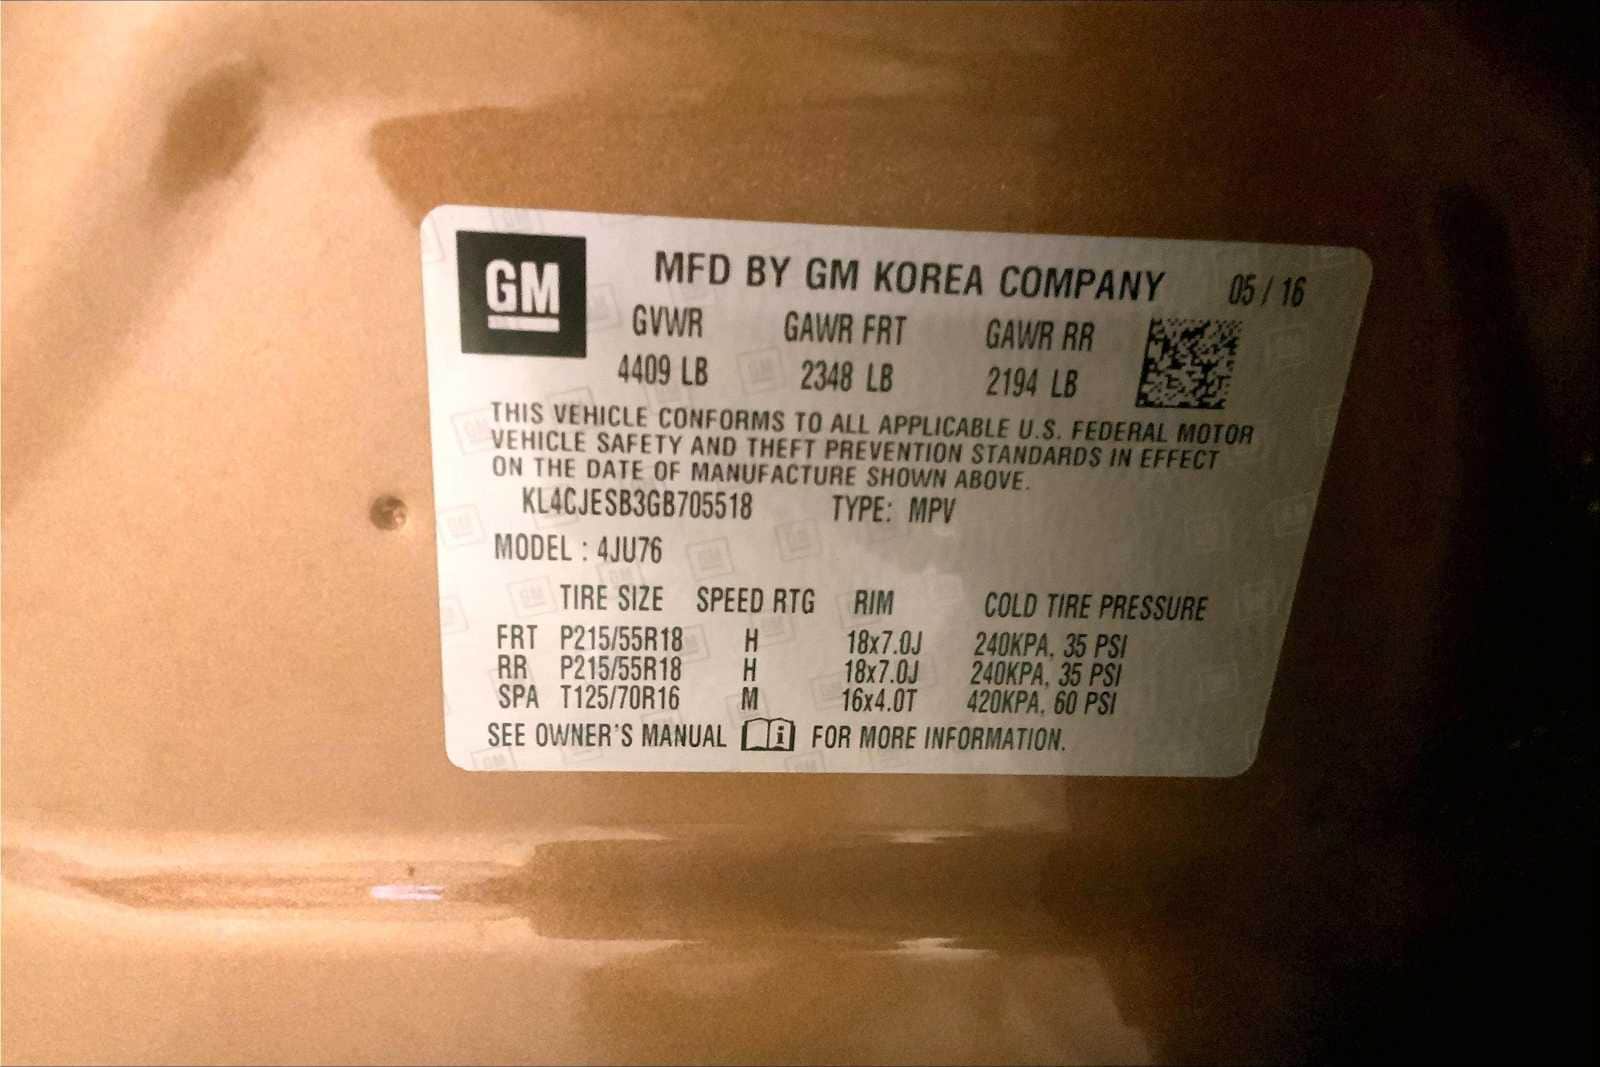 GM
MFD BY GM KOREA COMPANY 05 / 16
GVWR GAWR FRT GAWR RR
4409 LB 2348 LB 2194 LB
THIS VEHICLE CONFORMS TO ALL APPLICABLE U.S. FEDERAL MOTOR
VEHICLE SAFETY AND THEFT PREVENTION STANDARDS IN EFFECT
ON THE DATE OF MANUFACTURE SHOWN ABOVE.
KL4CJESB3GB705518 TYPE: MPV
MODEL : 4JU76
TIRE SIZE SPEED RTG RIM COLD TIRE PRESSURE
FRT P215/55R18 H 18x7.0J 240KPA, 35 PSI
RR P215/55R18 H 18x7.0J 240KPA, 35 PSI
SPA T125/70R16 M 16x4.0T 420KPA, 60 PSI
SEE OWNER'S MANUAL i FOR MORE INFORMATION.